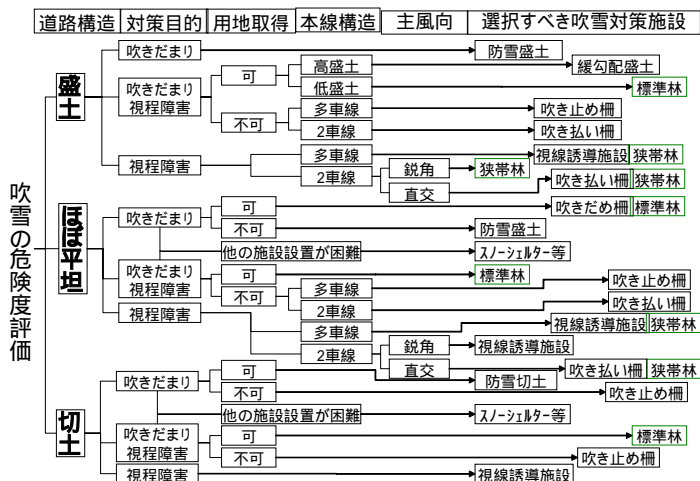 道路構造 対策目的 用地取得 本線構造 主風向 選択すべき吹雪対策施設
吹雪の危険度評価
盛土
吹きだまり 防雪盛土
吹きだまり
視程障害
可 高盛土 緩勾配盛土
低盛土 標準林
不可 多車線 吹き止め柵
2車線 吹き払い柵
視程障害 多車線 視線誘導施設 狭帯林
2車線 鋭角 狭帯林
直交 吹き払い柵 狭帯林
ほぼ平坦
吹きだまり 可 吹きだめ柵 標準林
不可 防雪盛土
他の施設設置が困難 スノーシェルター等
吹きだまり
視程障害
可 標準林
不可 多車線 吹き止め柵
2車線 吹き払い柵
視程障害 多車線 視線誘導施設 狭帯林
2車線 鋭角 視線誘導施設
直交 吹き払い柵 狭帯林
切土
吹きだまり 可 防雪切土
不可 吹き止め柵
他の施設設置が困難 スノーシェルター等
吹きだまり
視程障害
可 標準林
不可 吹き止め柵
視程障害 視線誘導施設